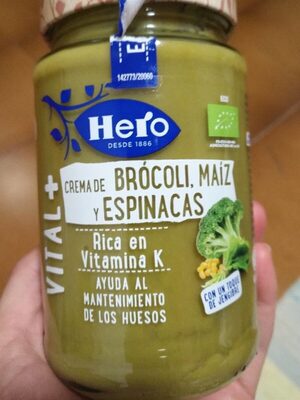 142773/20066
Hero
DESDE 1886
VITAL+
CREMA DE BRÓCOLI, MAÍZ
Y ESPINACAS
Rica en
Vitamina K
AYUDA AL
MANTENIMIENTO
DE LOS HUESOS
CON UN TOQUE
DE JENGIBRE